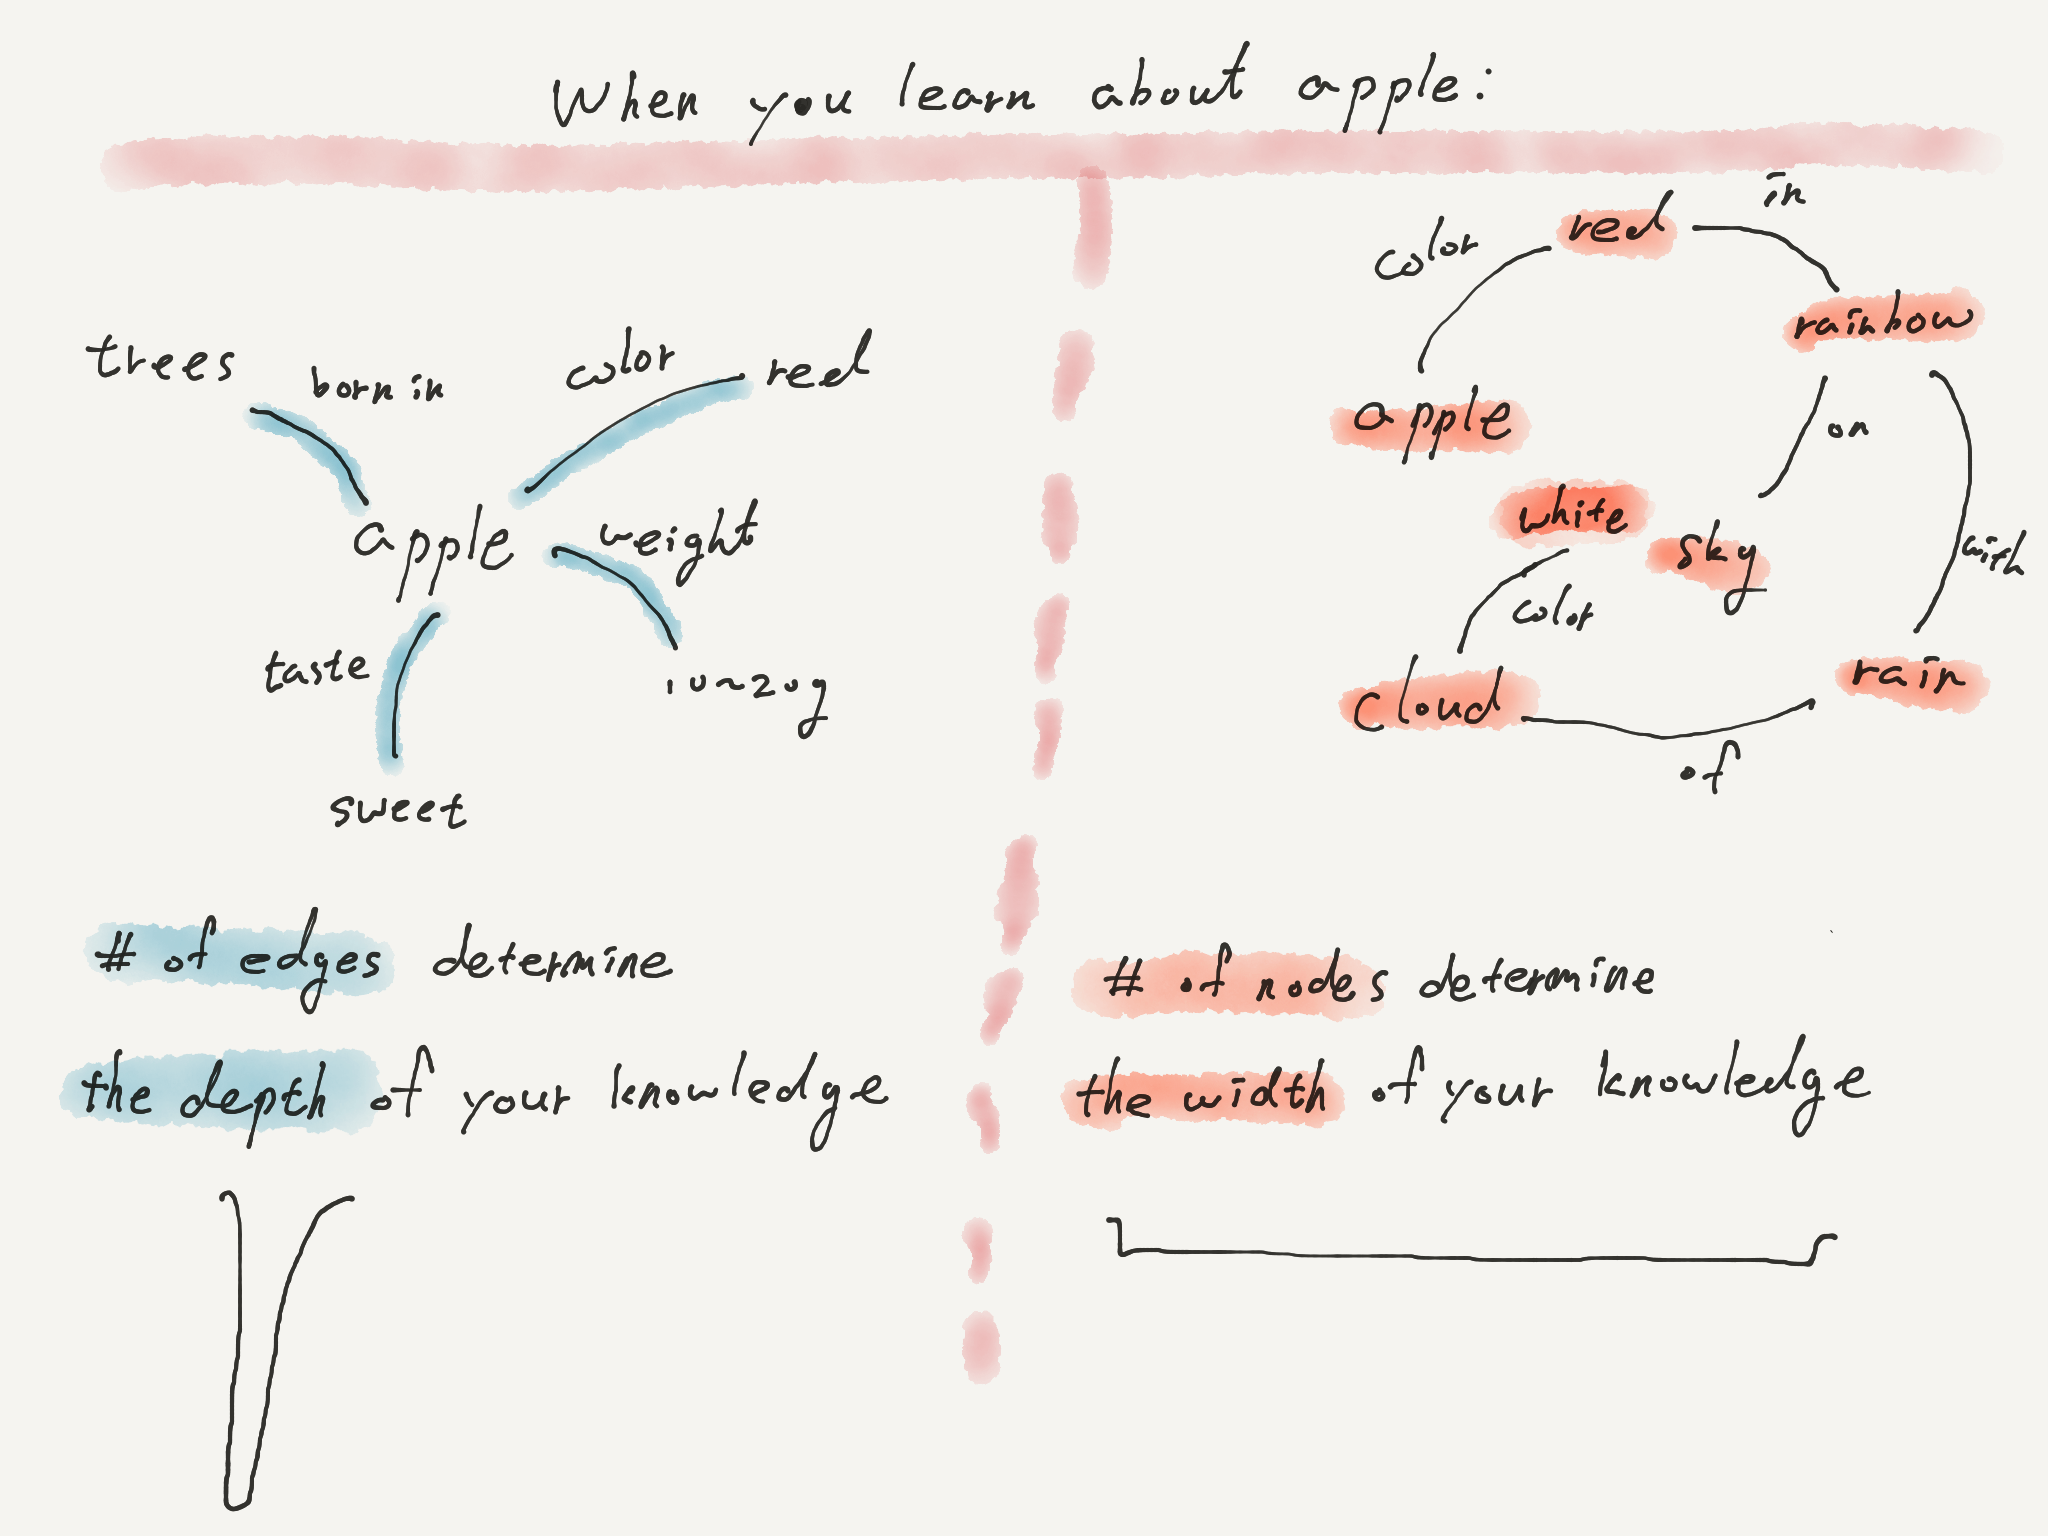 When you learn about apple:
trees
born in
color
red
apple
weight
taste
10~20g
sweet
# of edges determine
the depth of your knowledge
in
red
color
rainbow
apple
on
white
sky
with
color
cloud
rain
of
# of nodes determine
the width of your knowledge